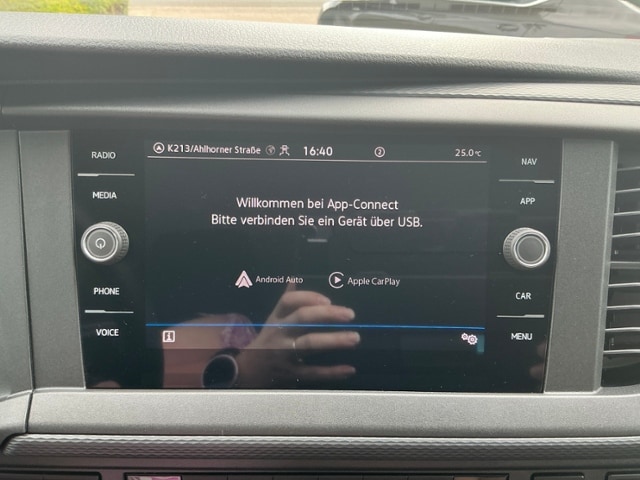 RADIO
MEDIA
PHONE
VOICE
K213/Ahlhorner Straße 16:40 2 25.0°C
Willkommen bei App-Connect
Bitte verbinden Sie ein Gerät über USB.
Android Auto Apple CarPlay
NAV
APP
CAR
MENU